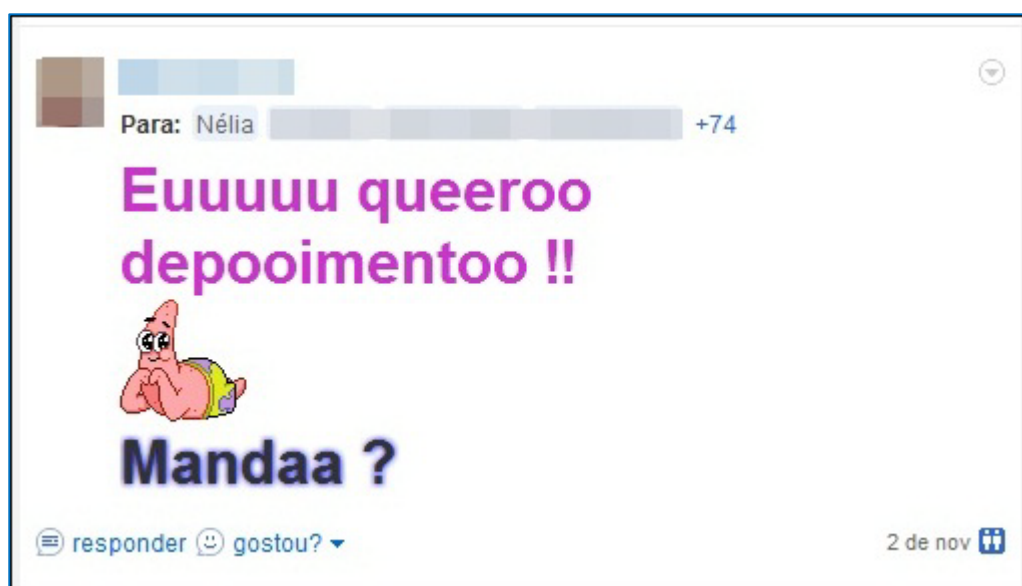 Para: Nélia +74
Euuuuu queeroo
depooimentoo !!
Mandaa ?
responder gostou? 2 de nov